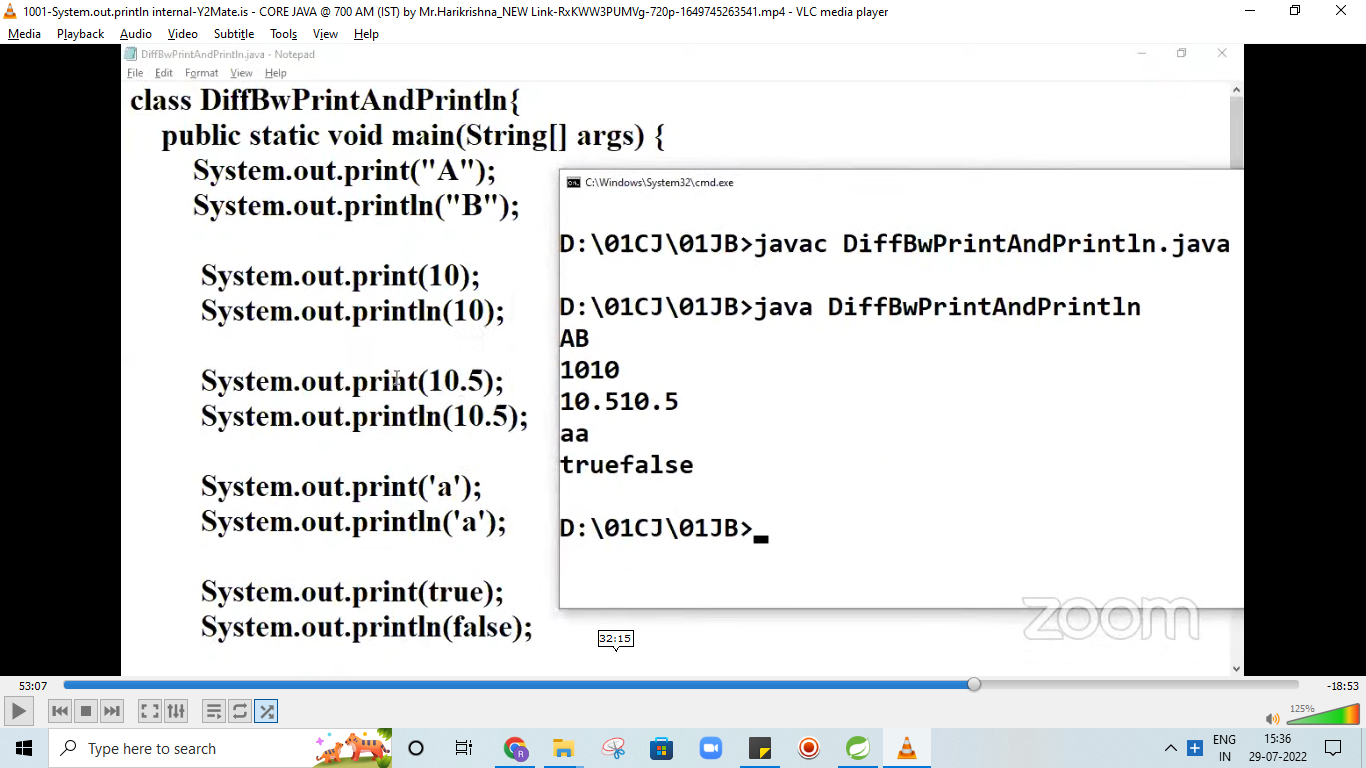 1001-System.out.println internal-Y2Mate.is - CORE JAVA @ 700 AM (IST) by Mr.Harikrishna_NEW Link-RxKWW3PUMVg-720p-1649745263541.mp4 - VLC media player
Media Playback Audio Video Subtitle Tools View Help
DiffBwPrintAndPrintln.java - Notepad
File Edit Format View Help
class DiffBwPrintAndPrintln{
public static void main(String[] args) {
System.out.print("A");
System.out.println("B");
System.out.print(10);
System.out.println(10);
System.out.print(10.5);
System.out.println(10.5);
System.out.print('a');
System.out.println('a');
System.out.print(true);
System.out.println(false);
C:\Windows\System32\cmd.exe
D:\01CJ\01JB>javac DiffBwPrintAndPrintln.java
D:\01CJ\01JB>java DiffBwPrintAndPrintln
AB
1010
10.510.5
aa
truefalse
D:\01CJ\01JB>
zoom
32:15
53:07
-18:53
125%
Type here to search
ENG
IN
15:36
29-07-2022